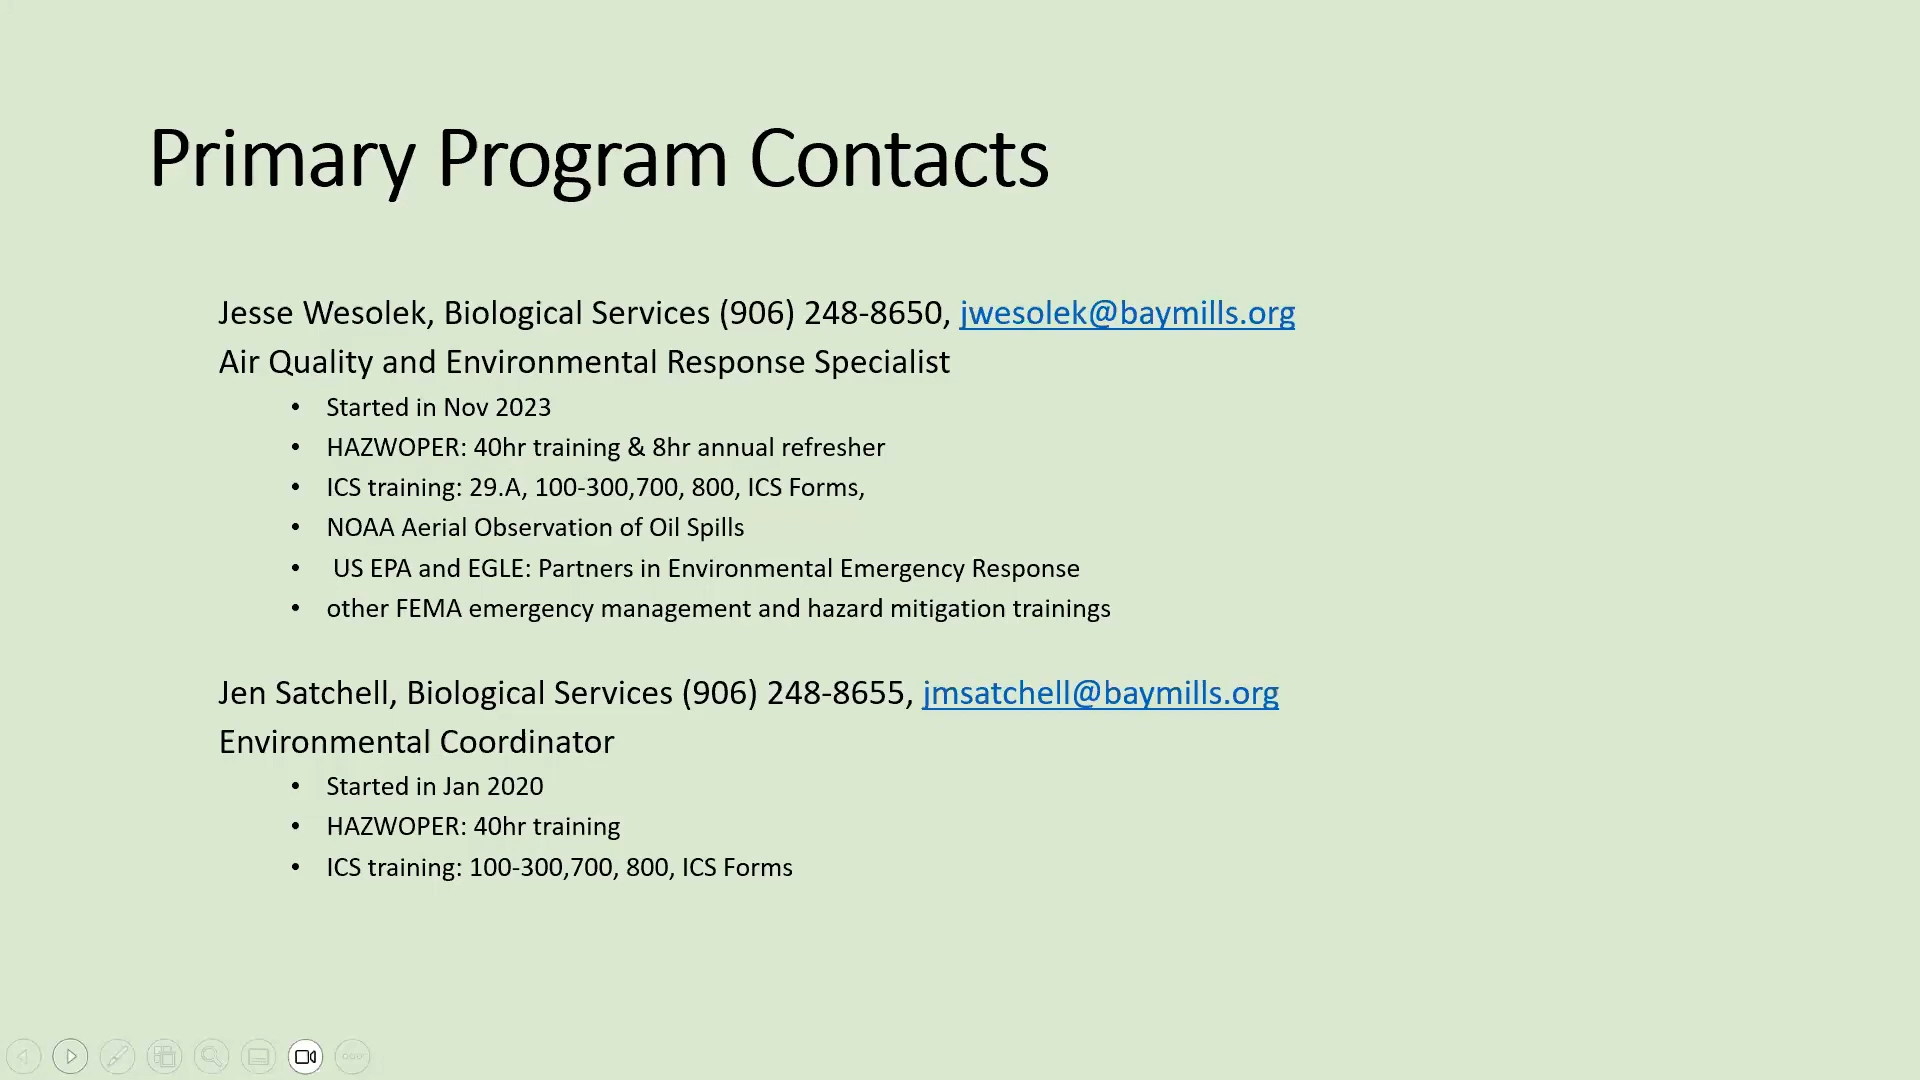 Primary Program Contacts
Jesse Wesolek, Biological Services (906) 248-8650, jwesolek@baymills.org
Air Quality and Environmental Response Specialist
• Started in Nov 2023
• HAZWOPER: 40hr training & 8hr annual refresher
• ICS training: 29.A, 100-300,700, 800, ICS Forms,
• NOAA Aerial Observation of Oil Spills
• US EPA and EGLE: Partners in Environmental Emergency Response
• other FEMA emergency management and hazard mitigation trainings
Jen Satchell, Biological Services (906) 248-8655, jmsatchell@baymills.org
Environmental Coordinator
• Started in Jan 2020
• HAZWOPER: 40hr training
• ICS training: 100-300,700, 800, ICS Forms